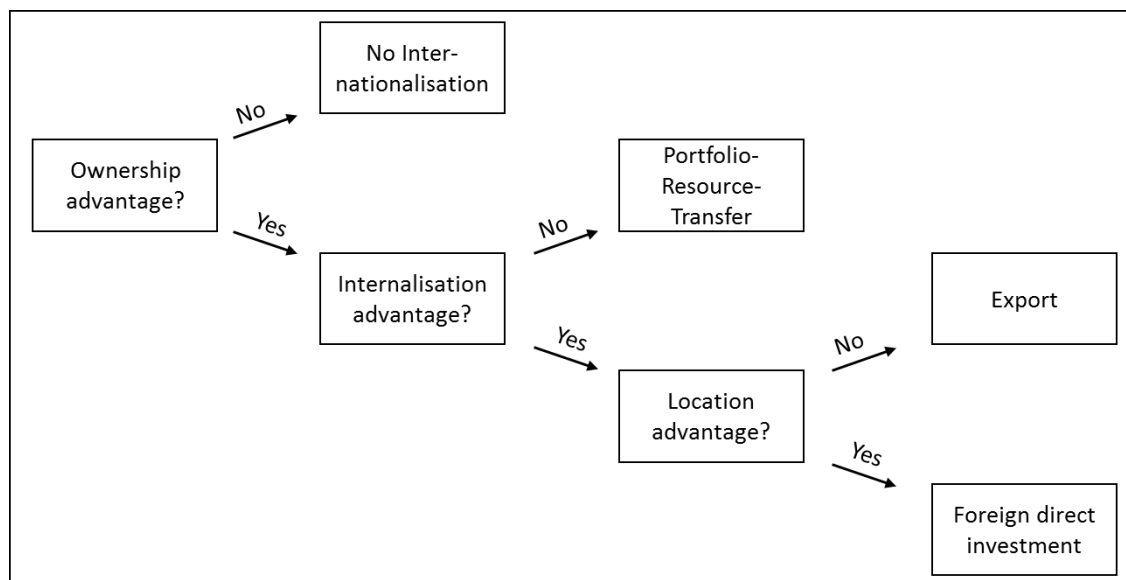 No Inter-
nationalisation
No
Ownership
advantage?
Yes
Portfolio-
Resource-
Transfer
No
Internalisation
advantage?
Yes
Export
No
Location
advantage?
Yes
Foreign direct
investment